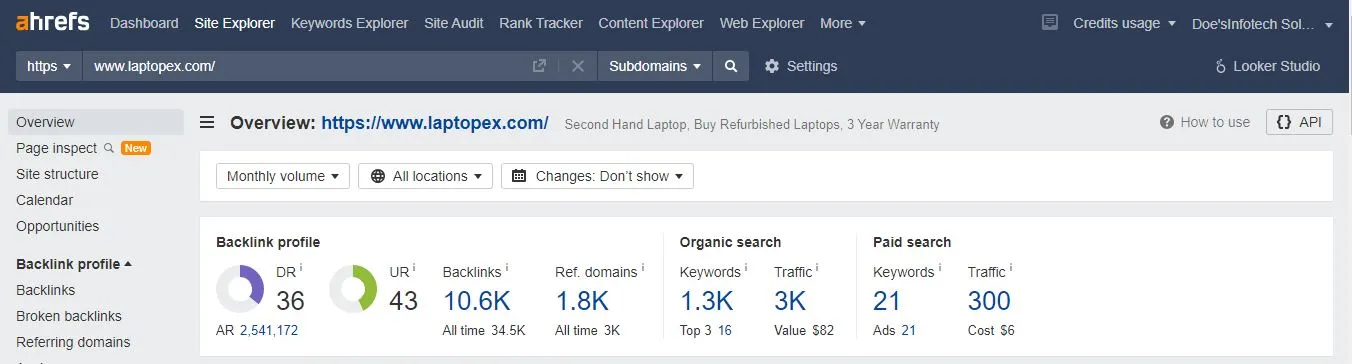 ahrefs Dashboard Site Explorer Keywords Explorer Site Audit Rank Tracker Content Explorer Web Explorer More Credits usage Doe'sInfotech Sol...
https www.laptopex.com/ Subdomains Settings Looker Studio
Overview
Page inspect New
Site structure
Calendar
Opportunities
Backlink profile
Backlinks
Broken backlinks
Referring domains
Overview: https://www.laptopex.com/ Second Hand Laptop, Buy Refurbished Laptops, 3 Year Warranty How to use {} API
Monthly volume All locations Changes: Don't show
Backlink profile Organic search Paid search
DR i UR i Backlinks i Ref. domains i Keywords i Traffic i Keywords i Traffic i
36 43 10.6K 1.8K 1.3K 3K 21 300
AR 2,541,172 All time 34.5K All time 3K Top 3 16 Value $82 Ads 21 Cost $6